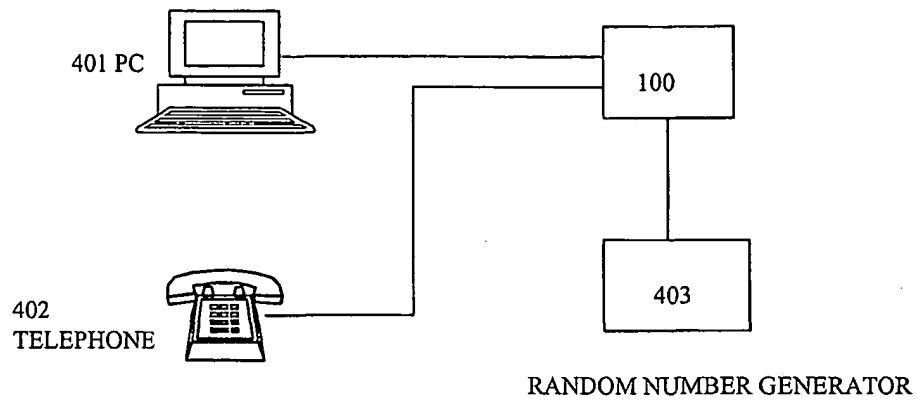 401 PC
100
403
402
TELEPHONE
RANDOM NUMBER GENERATOR